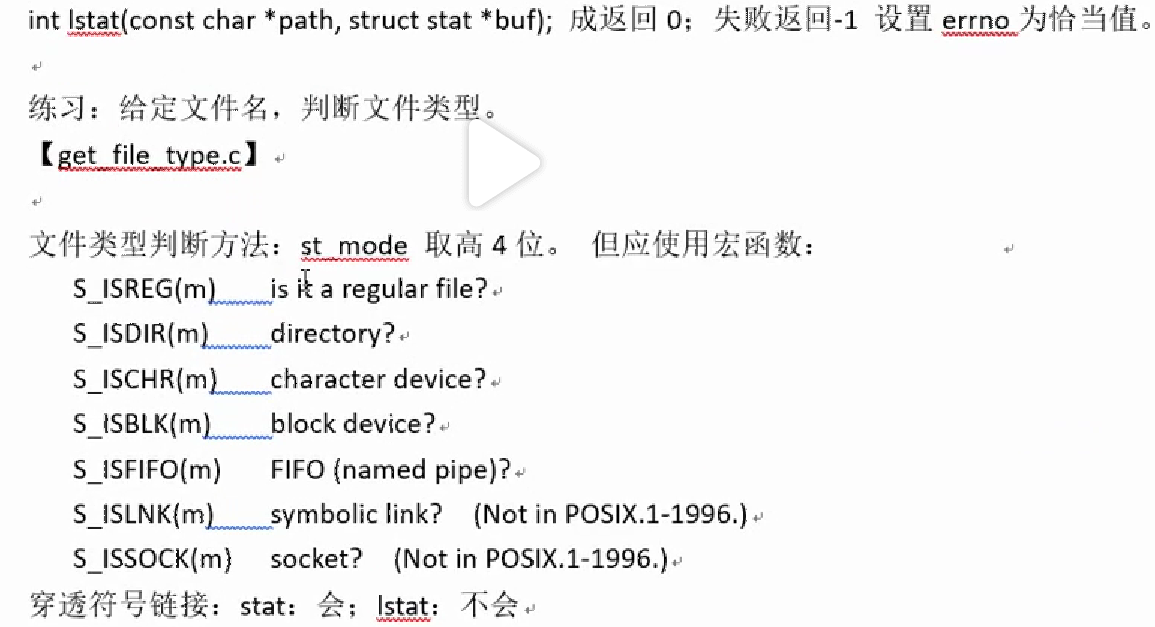 int lstat(const char *path, struct stat *buf); 成返回 0；失败返回-1 设置 errno 为恰当值。
练习：给定文件名，判断文件类型。
【get_file_type.c】
文件类型判断方法：st_mode 取高 4 位。 但应使用宏函数：
S_ISREG(m) is it a regular file?
S_ISDIR(m) directory?
S_ISCHR(m) character device?
S_ISBLK(m) block device?
S_ISFIFO(m) FIFO (named pipe)?
S_ISLNK(m) symbolic link? (Not in POSIX.1-1996.)
S_ISSOCK(m) socket? (Not in POSIX.1-1996.)
穿透符号链接：stat：会；lstat：不会